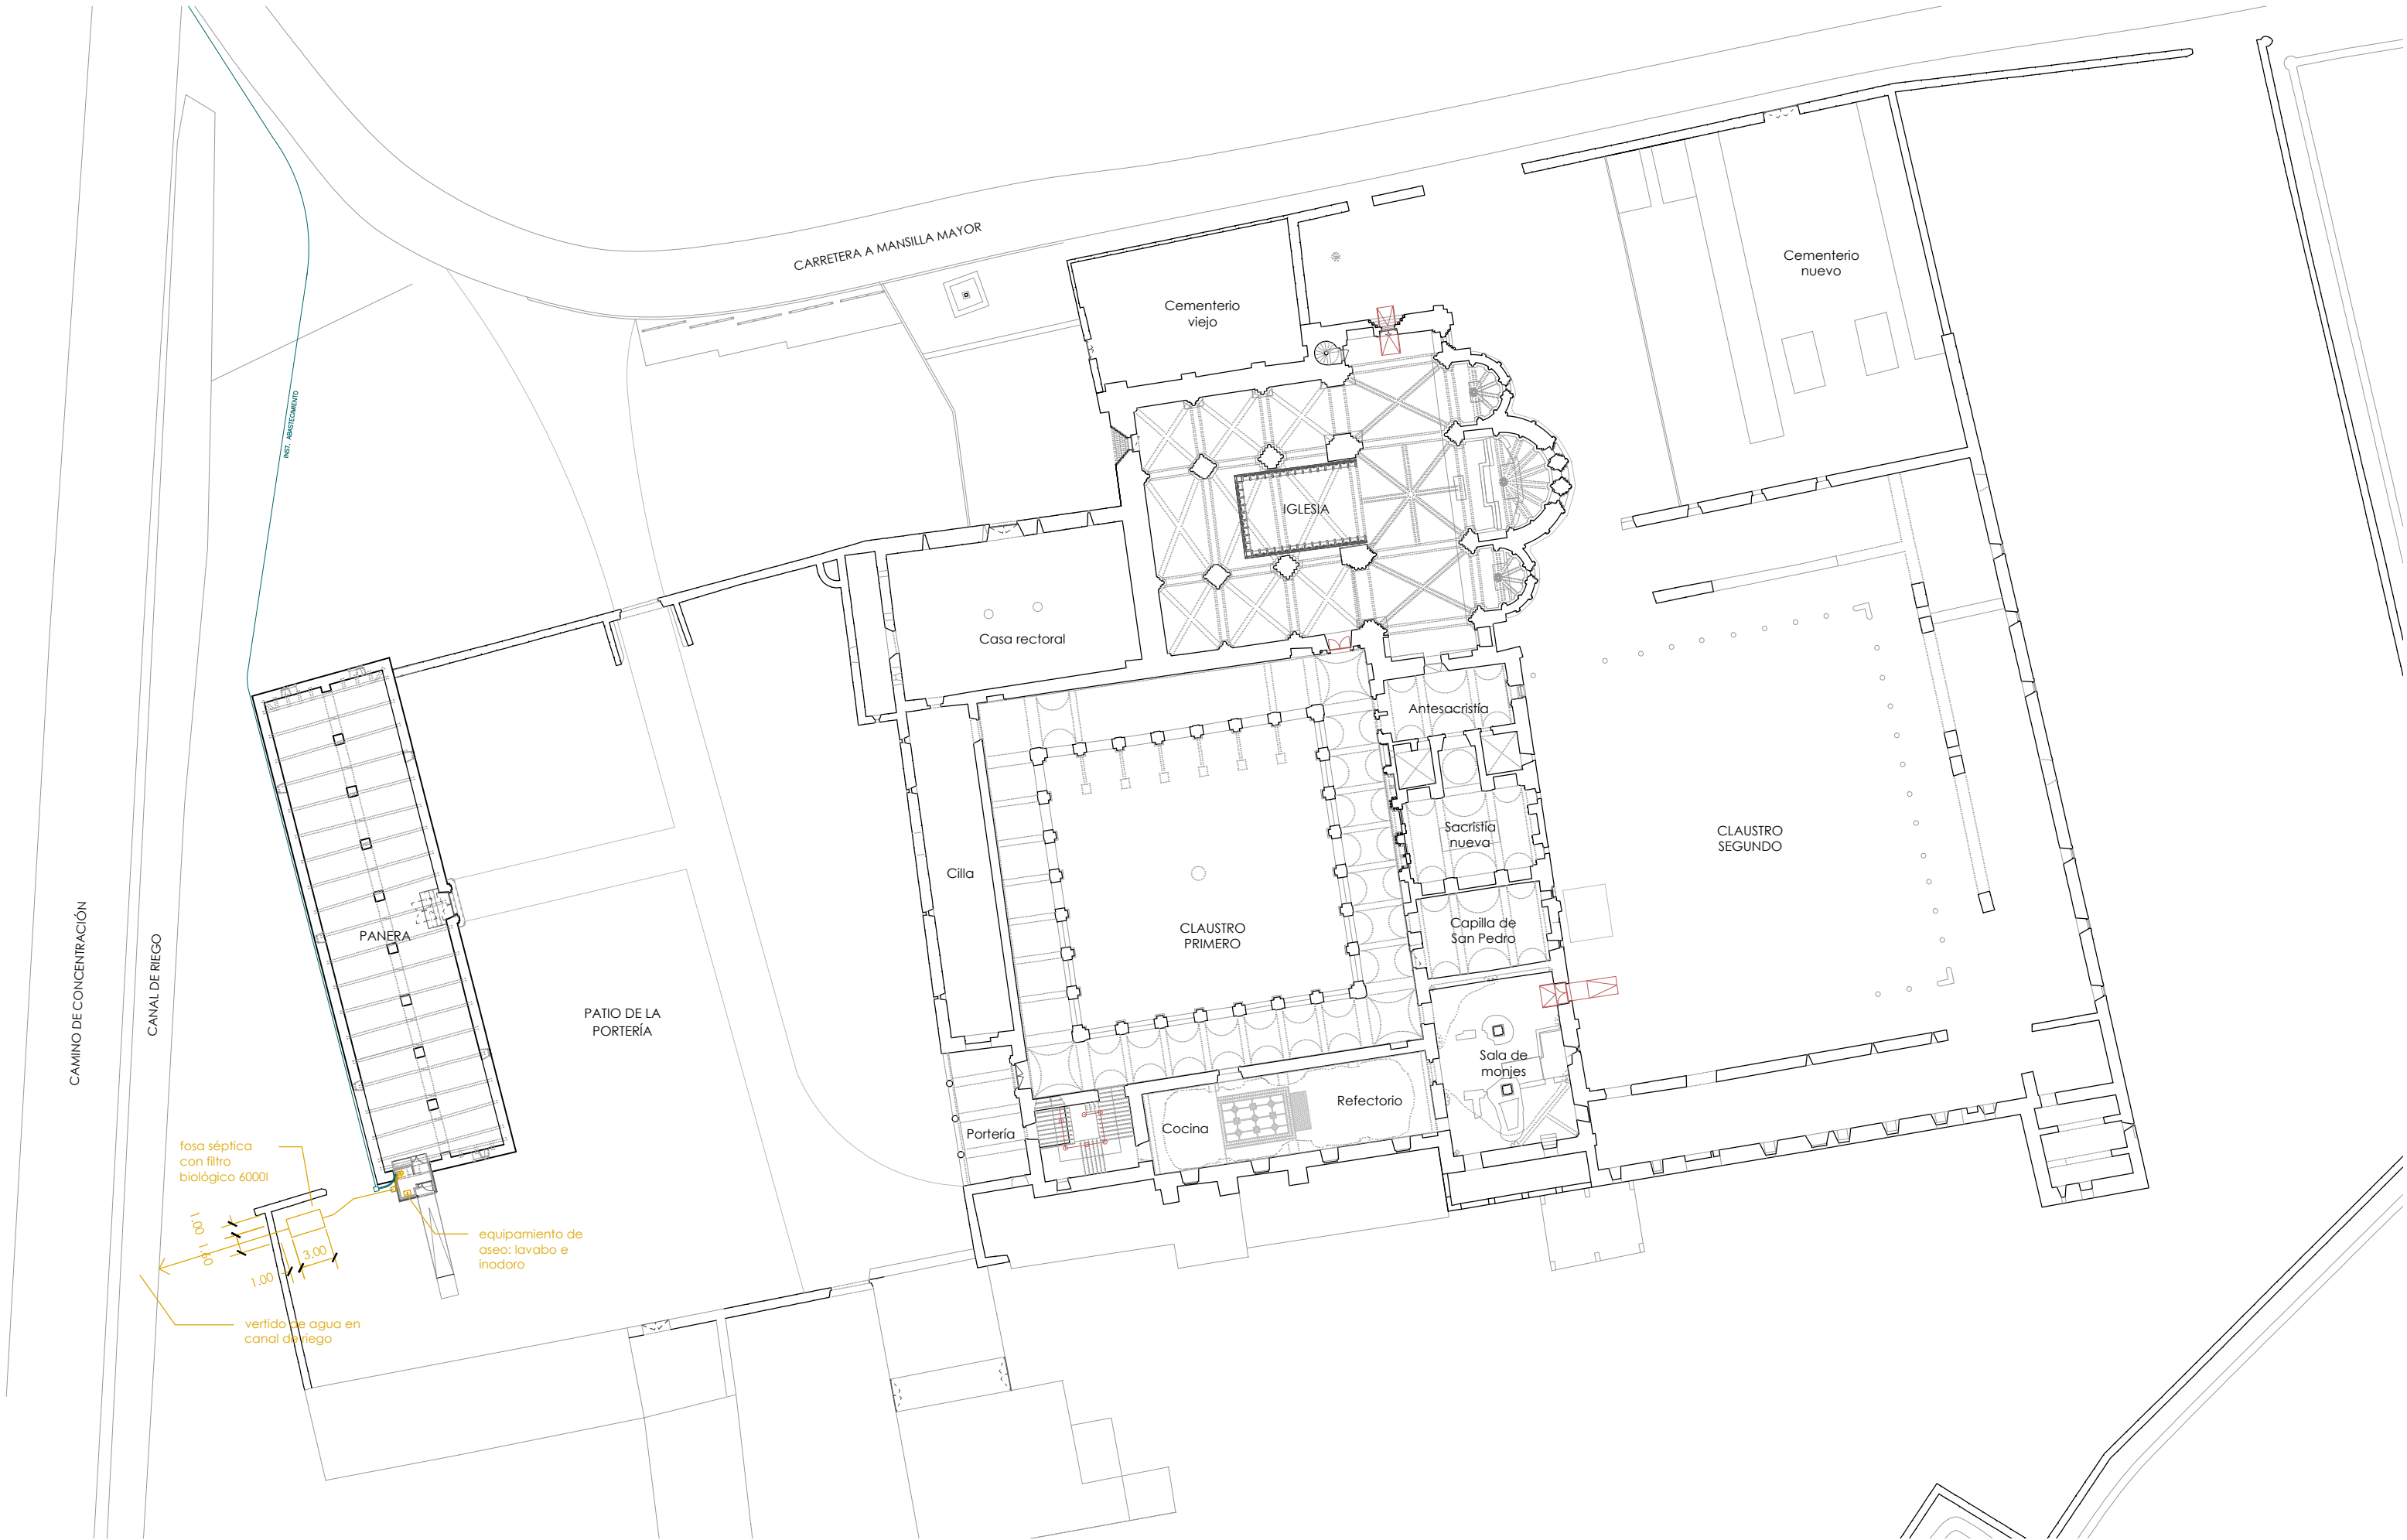 CARRETERA A MANSILLA MAYOR
Cementerio
nuevo
Cementerio
viejo
INST. ABASTECIMIENTO
IGLESIA
Casa rectoral
Antesacristía
Sacristía
nueva
CLAUSTRO
SEGUNDO
Cilla
CLAUSTRO
PRIMERO
Capilla de
San Pedro
PANERA
CAMINO DE CONCENTRACIÓN
CANAL DE RIEGO
PATIO DE LA
PORTERÍA
Sala de
monjes
Refectorio
Cocina
Portería
fosa séptica
con filtro
biológico 6000l
1.00
1.60
3.00
1.00
equipamiento de
aseo: lavabo e
inodoro
vertido de agua en
canal de riego